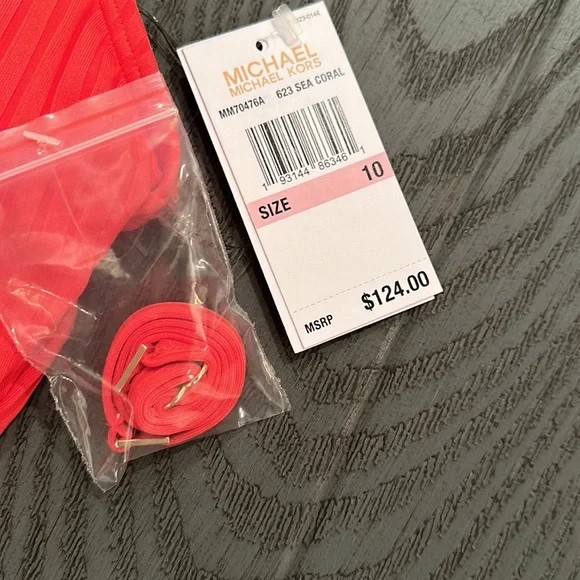 MICHAEL
MICHAEL KORS
MM70476A 623 SEA CORAL
1 93144 86346 1
SIZE 10
MSRP $124.00